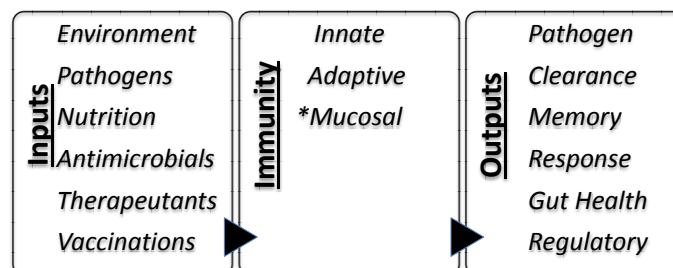 Inputs
Environment
Pathogens
Nutrition
Antimicrobials
Therapeutants
Vaccinations
Immunity
Innate
Adaptive
*Mucosal
Outputs
Pathogen
Clearance
Memory
Response
Gut Health
Regulatory